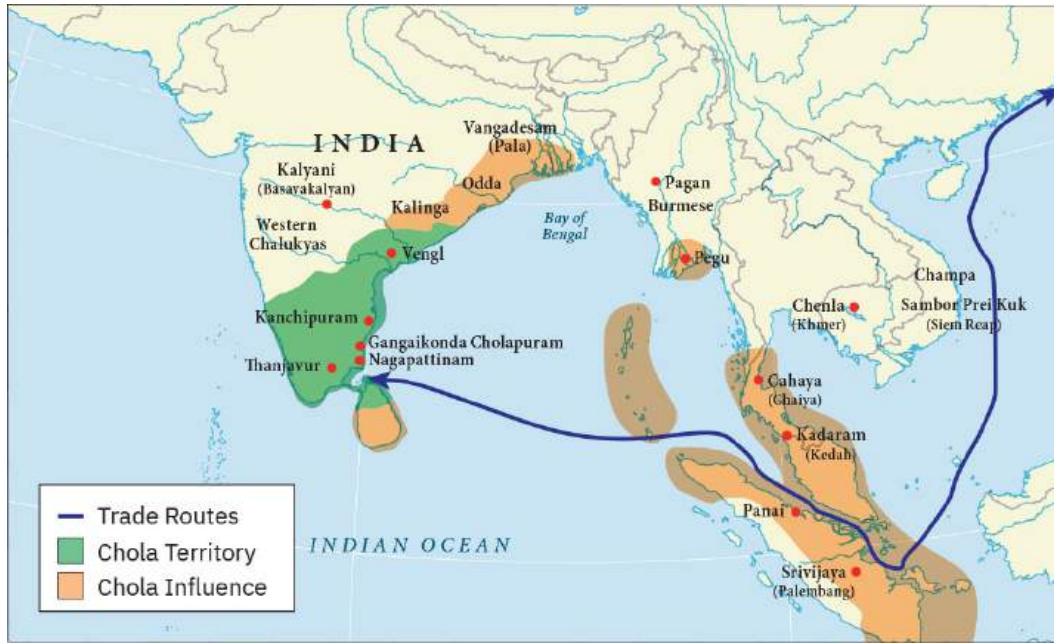 INDIA
Vangadesam
(Pala)
Kalyani
(Basavakalyan)
Odda
Kalinga
Western
Chalukyas
Vengl
Bay of
Bengal
Pagan
Burmese
Pegu
Champa
Chenla
(Khmer)
Sambor Prei Kuk
(Siem Reap)
Kanchipuram
Gangaikonda Cholapuram
Nagapattinam
Thanjavur
Cahaya
(Chaiya)
Kadaram
(Kedah)
Panai
Srivijaya
(Palembang)
INDIAN OCEAN
Trade Routes
Chola Territory
Chola Influence